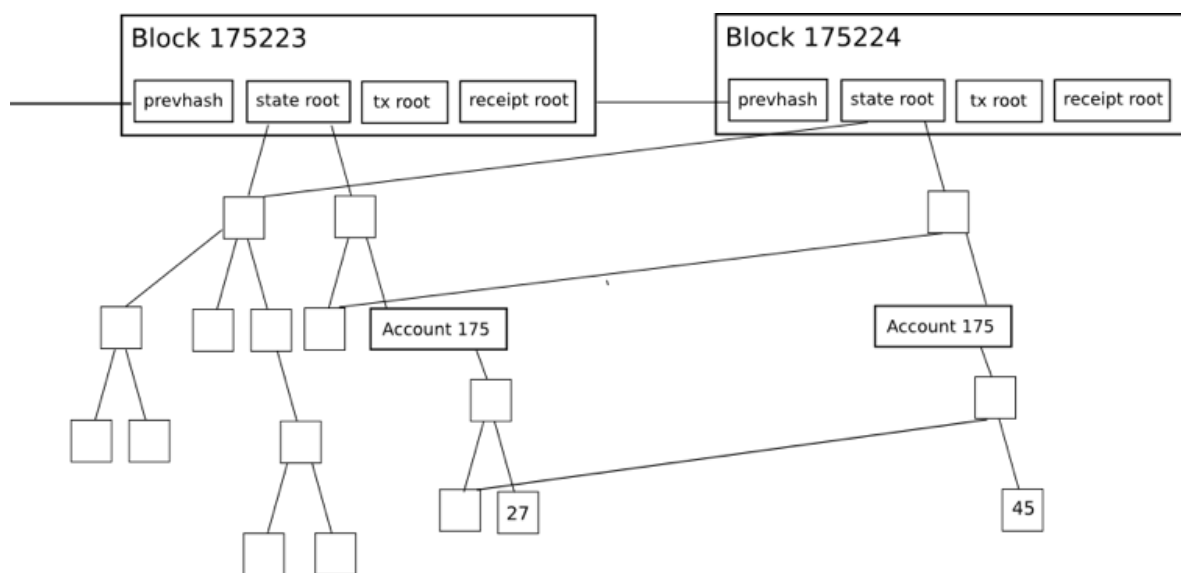 Block 175223
prevhash
state root
tx root
receipt root
Block 175224
prevhash
state root
tx root
receipt root
Account 175
27
Account 175
45